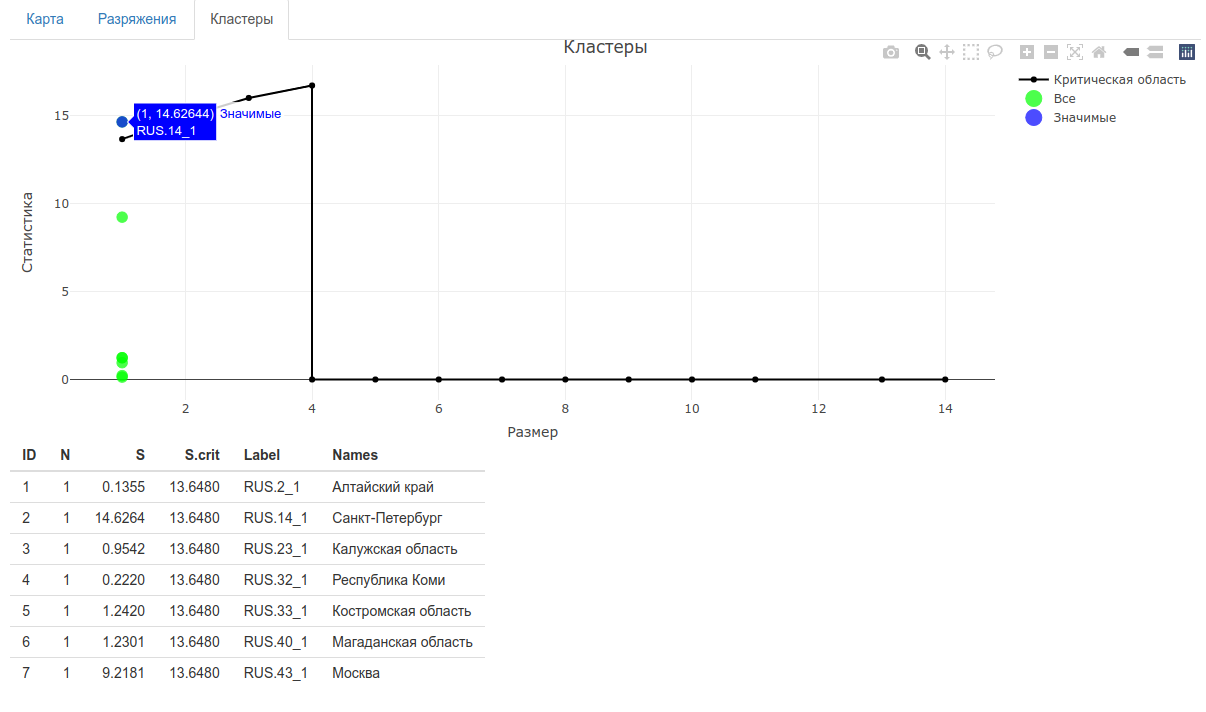 Карта Разряжения Кластеры
Кластеры
Критическая область
Все
Значимые
(1, 14.62644) Значимые
RUS.14_1
Статистика
15
10
5
0
2 4 6 8 10 12 14
Размер
ID N S S.crit Label Names
1 1 0.1355 13.6480 RUS.2_1 Алтайский край
2 1 14.6264 13.6480 RUS.14_1 Санкт-Петербург
3 1 0.9542 13.6480 RUS.23_1 Калужская область
4 1 0.2220 13.6480 RUS.32_1 Республика Коми
5 1 1.2420 13.6480 RUS.33_1 Костромская область
6 1 1.2301 13.6480 RUS.40_1 Магаданская область
7 1 9.2181 13.6480 RUS.43_1 Москва